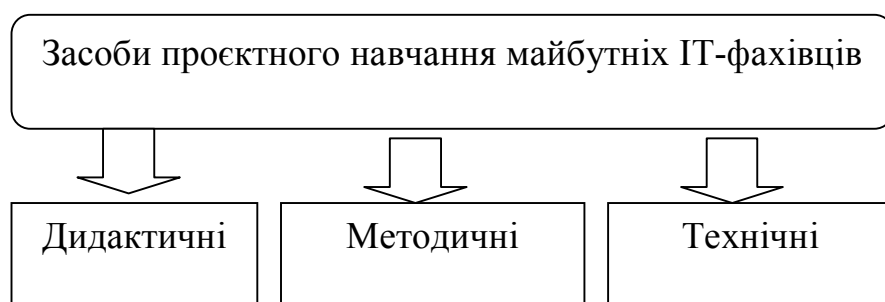 Засоби проєктного навчання майбутніх ІТ-фахівців
Дидактичні
Методичні
Технічні